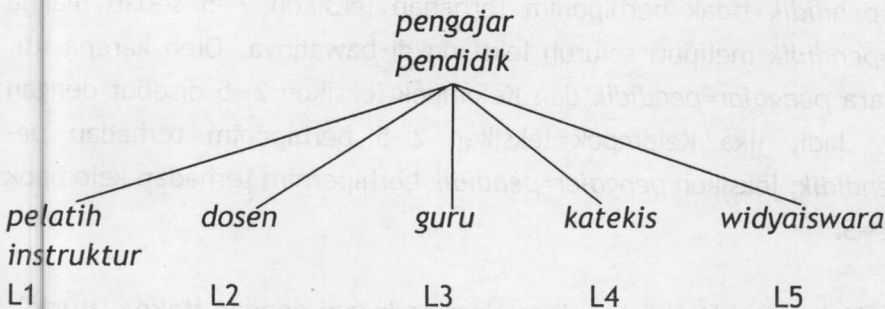 pengajar
pendidik
pelatih dosen guru katekis widyaiswara
instruktur
L1 L2 L3 L4 L5